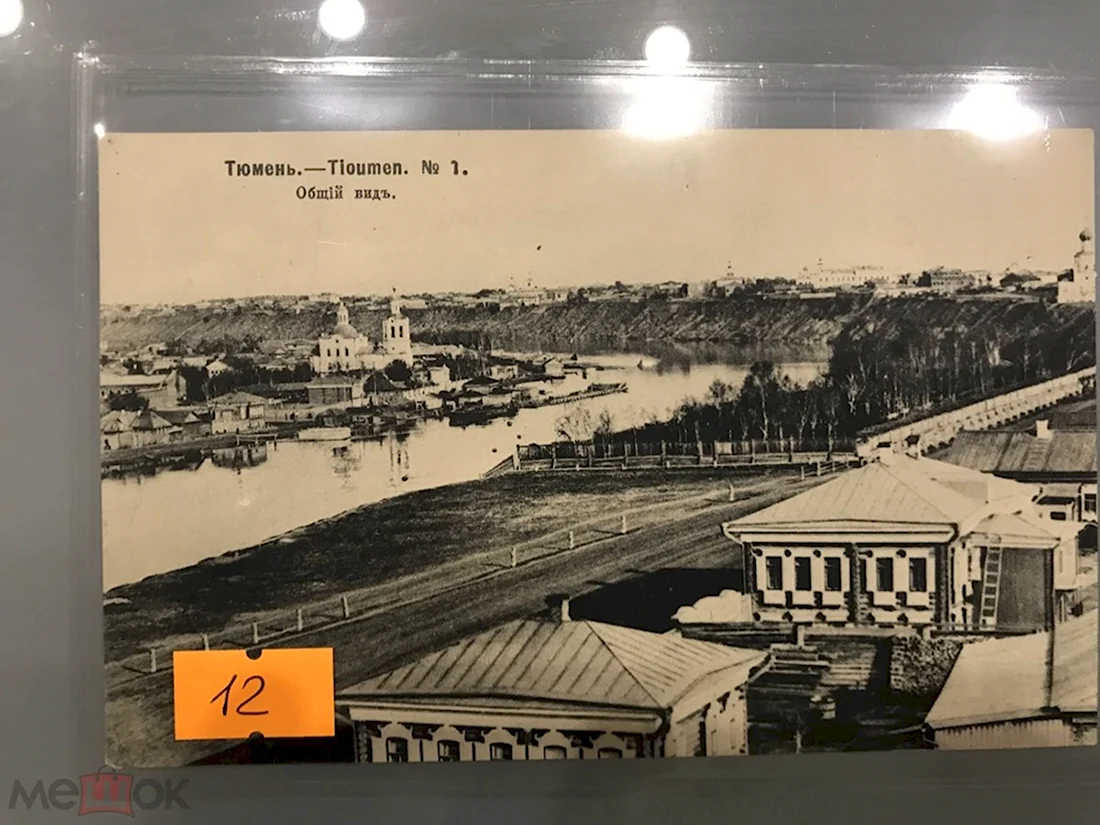 Тюмень.—Tioumen. № 1.
Общій видъ.
12
мешок